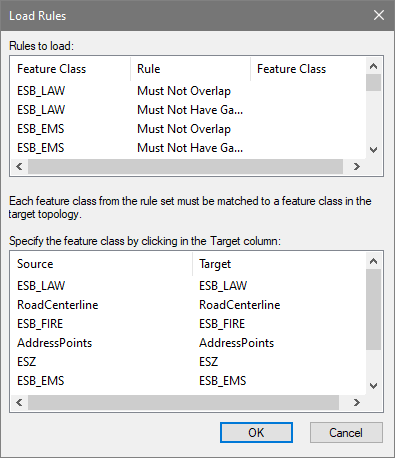 Load Rules
Rules to load:
Feature Class Rule Feature Class
ESB_LAW Must Not Overlap
ESB_LAW Must Not Have Ga...
ESB_EMS Must Not Overlap
ESB_EMS Must Not Have Ga...
Each feature class from the rule set must be matched to a feature class in the
target topology.
Specify the feature class by clicking in the Target column:
Source Target
ESB_LAW ESB_LAW
RoadCenterline RoadCenterline
ESB_FIRE ESB_FIRE
AddressPoints AddressPoints
ESZ ESZ
ESB_EMS ESB_EMS
OK Cancel